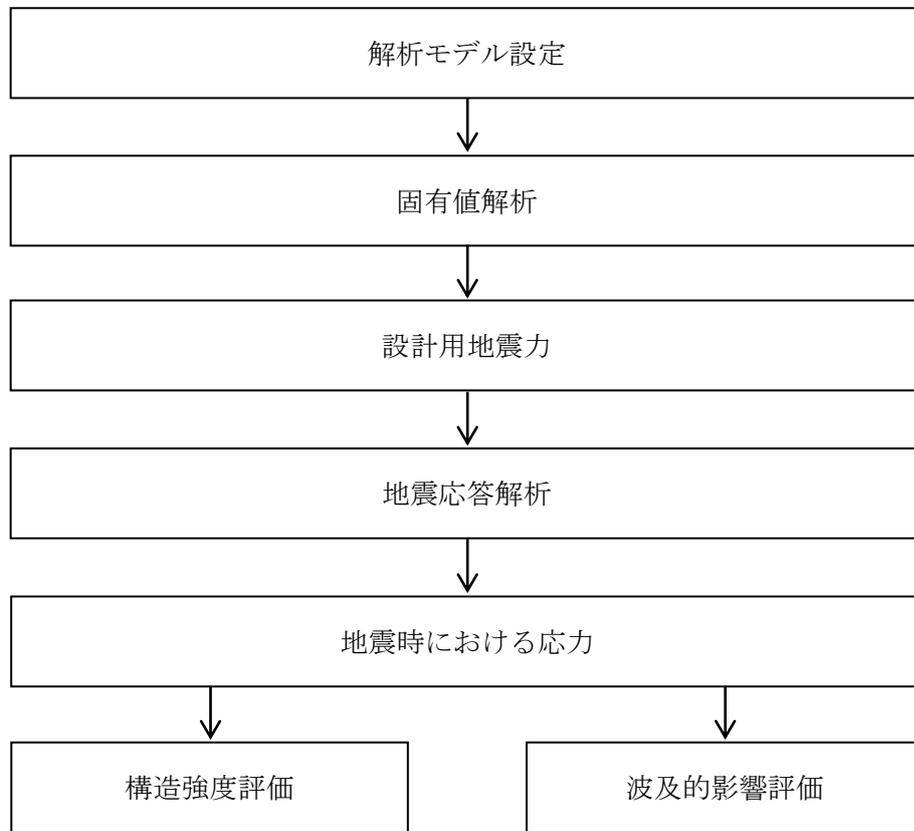 解析モデル設定
固有値解析
設計用地震力
地震応答解析
地震時における応力
構造強度評価
波及的影響評価